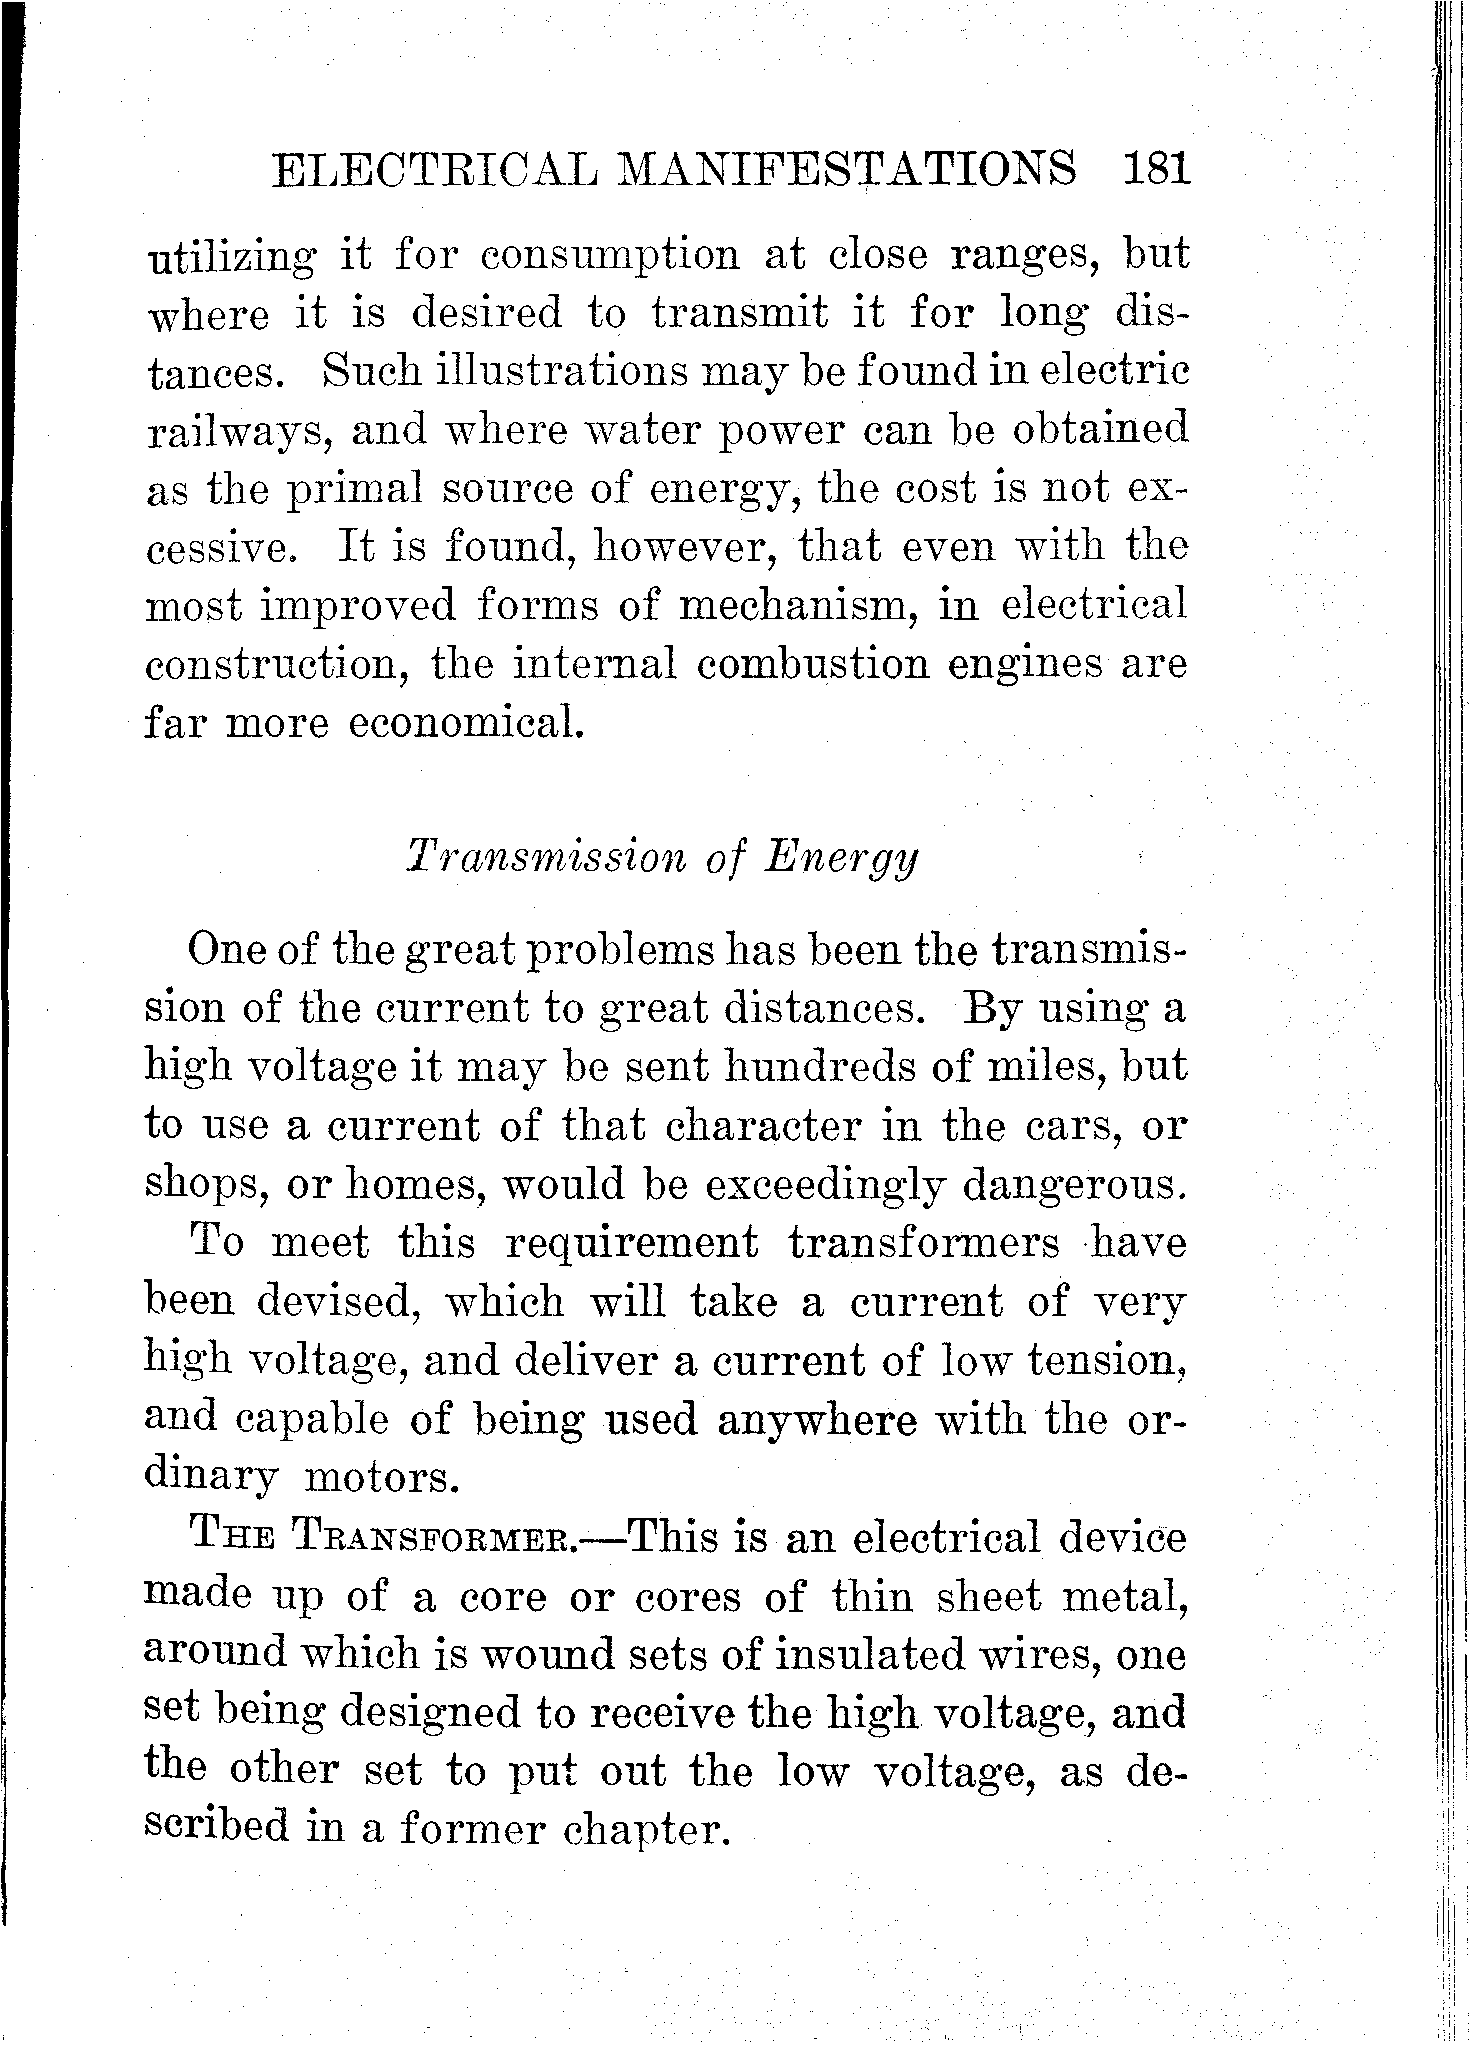 ELECTRICAL MANIFESTATIONS 181
utilizing it for consumption at close ranges, but
where it is desired to transmit it for long dis-
tances. Such illustrations may be found in electric
railways, and where water power can be obtained
as the primal source of energy, the cost is not ex-
cessive. It is found, however, that even with the
most improved forms of mechanism, in electrical
construction, the internal combustion engines are
far more economical.
Transmission of Energy
One of the great problems has been the transmis-
sion of the current to great distances. By using a
high voltage it may be sent hundreds of miles, but
to use a current of that character in the cars, or
shops, or homes, would be exceedingly dangerous.
To meet this requirement transformers have
been devised, which will take a current of very
high voltage, and deliver a current of low tension,
and capable of being used anywhere with the or-
dinary motors.
THE TRANSFORMER.—This is an electrical device
made up of a core or cores of thin sheet metal,
around which is wound sets of insulated wires, one
set being designed to receive the high voltage, and
the other set to put out the low voltage, as de-
scribed in a former chapter.